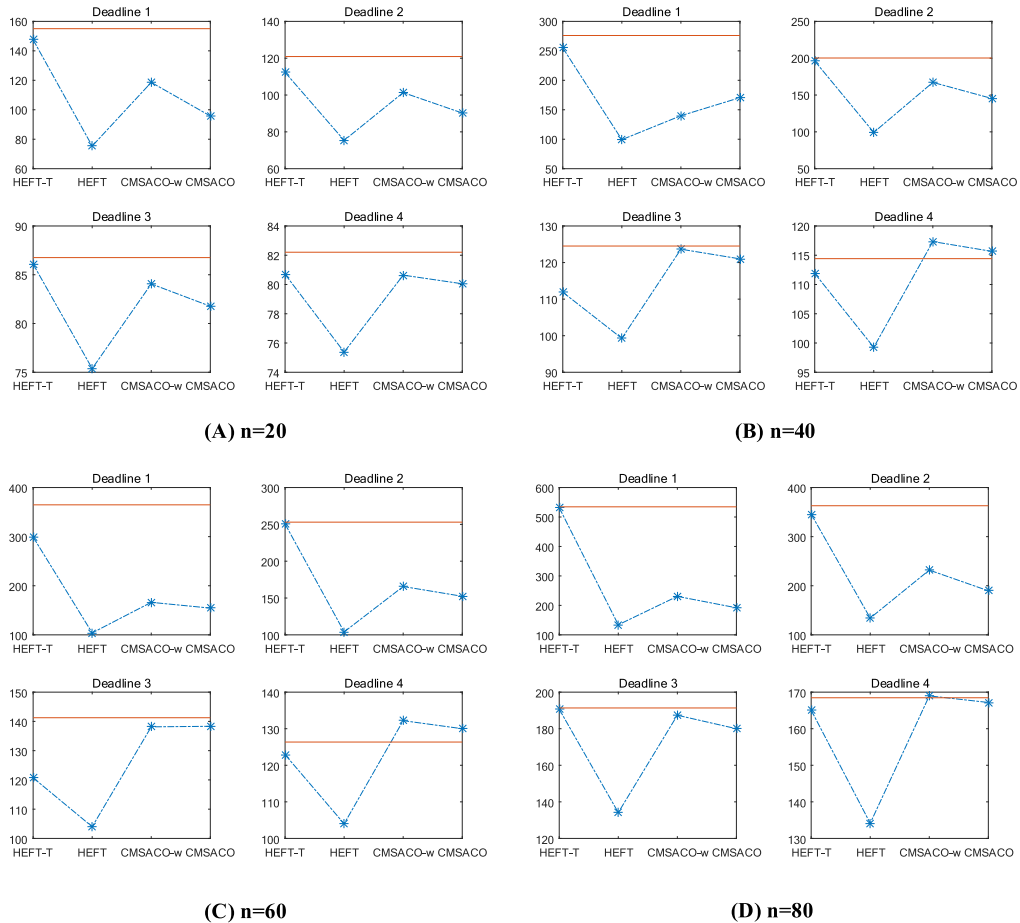 Deadline 1
160
140
120
100
80
60
HEFT-T HEFT CMSACO-w CMSACO
Deadline 2
140
120
100
80
60
HEFT-T HEFT CMSACO-w CMSACO
Deadline 3
90
85
80
75
HEFT-T HEFT CMSACO-w CMSACO
Deadline 4
84
82
80
78
76
74
HEFT-T HEFT CMSACO-w CMSACO
(A) n=20
Deadline 1
300
250
200
150
100
50
HEFT-T HEFT CMSACO-w CMSACO
Deadline 2
250
200
150
100
50
HEFT-T HEFT CMSACO-w CMSACO
Deadline 3
130
120
110
100
90
HEFT-T HEFT CMSACO-w CMSACO
Deadline 4
120
115
110
105
100
95
HEFT-T HEFT CMSACO-w CMSACO
(B) n=40
Deadline 1
400
300
200
100
HEFT-T HEFT CMSACO-w CMSACO
Deadline 2
300
250
200
150
100
HEFT-T HEFT CMSACO-w CMSACO
Deadline 3
150
140
130
120
110
100
HEFT-T HEFT CMSACO-w CMSACO
Deadline 4
140
130
120
110
100
HEFT-T HEFT CMSACO-w CMSACO
(C) n=60
Deadline 1
600
500
400
300
200
100
HEFT-T HEFT CMSACO-w CMSACO
Deadline 2
400
300
200
100
HEFT-T HEFT CMSACO-w CMSACO
Deadline 3
200
180
160
140
120
HEFT-T HEFT CMSACO-w CMSACO
Deadline 4
170
160
150
140
130
HEFT-T HEFT CMSACO-w CMSACO
(D) n=80